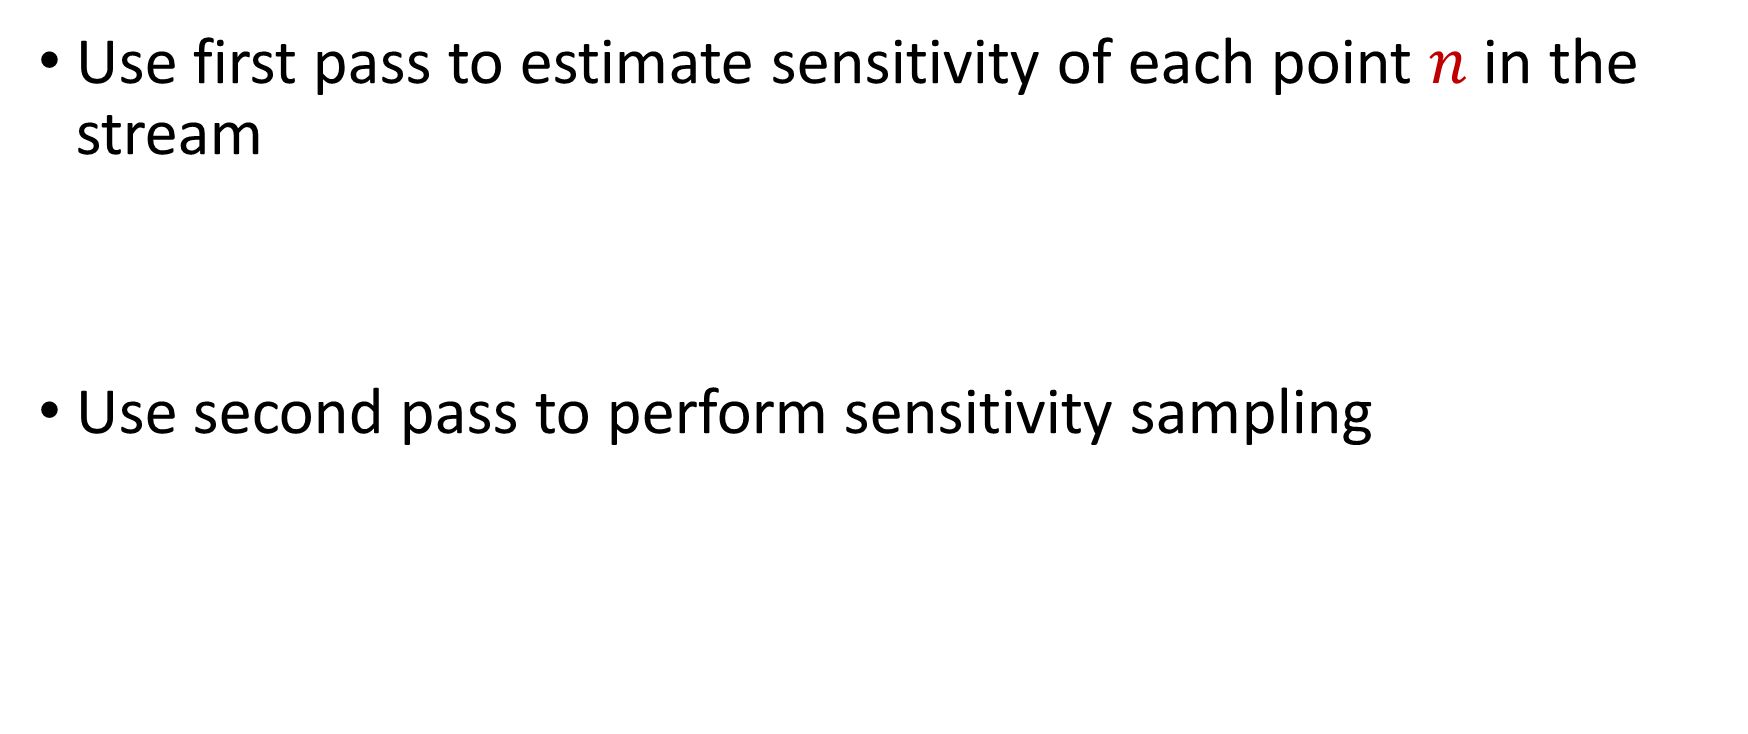 • Use first pass to estimate sensitivity of each point n in the
stream
• Use second pass to perform sensitivity sampling